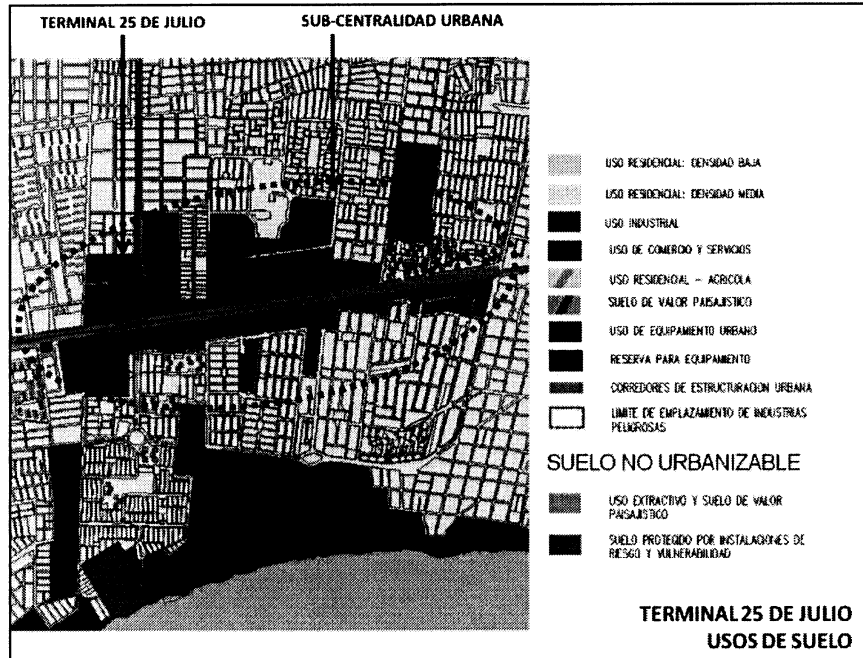 TERMINAL 25 DE JULIO
SUB-CENTRALIDAD URBANA
USO RESIDENCIAL: DENSIDAD BAJA
USO RESIDENCIAL: DENSIDAD MEDIA
USO INDUSTRIAL
USO DE COMERCIO Y SERVICIOS
USO RESIDENCIAL - AGRICOLA
SUELO DE VALOR PAISAJISTICO
USO DE EQUIPAMIENTO URBANO
RESERVA PARA EQUIPAMIENTO
CORREDORES DE ESTRUCTURACION URBANA
LIMITE DE EMPLAZAMIENTO DE INDUSTRIAS
PELIGROSAS
SUELO NO URBANIZABLE
USO EXTRACTIVO Y SUELO DE VALOR
PAISAJISTICO
SUELO PROTEGIDO POR INSTALACIONES DE
RIESGO Y VULNERABILIDAD
TERMINAL 25 DE JULIO
USOS DE SUELO